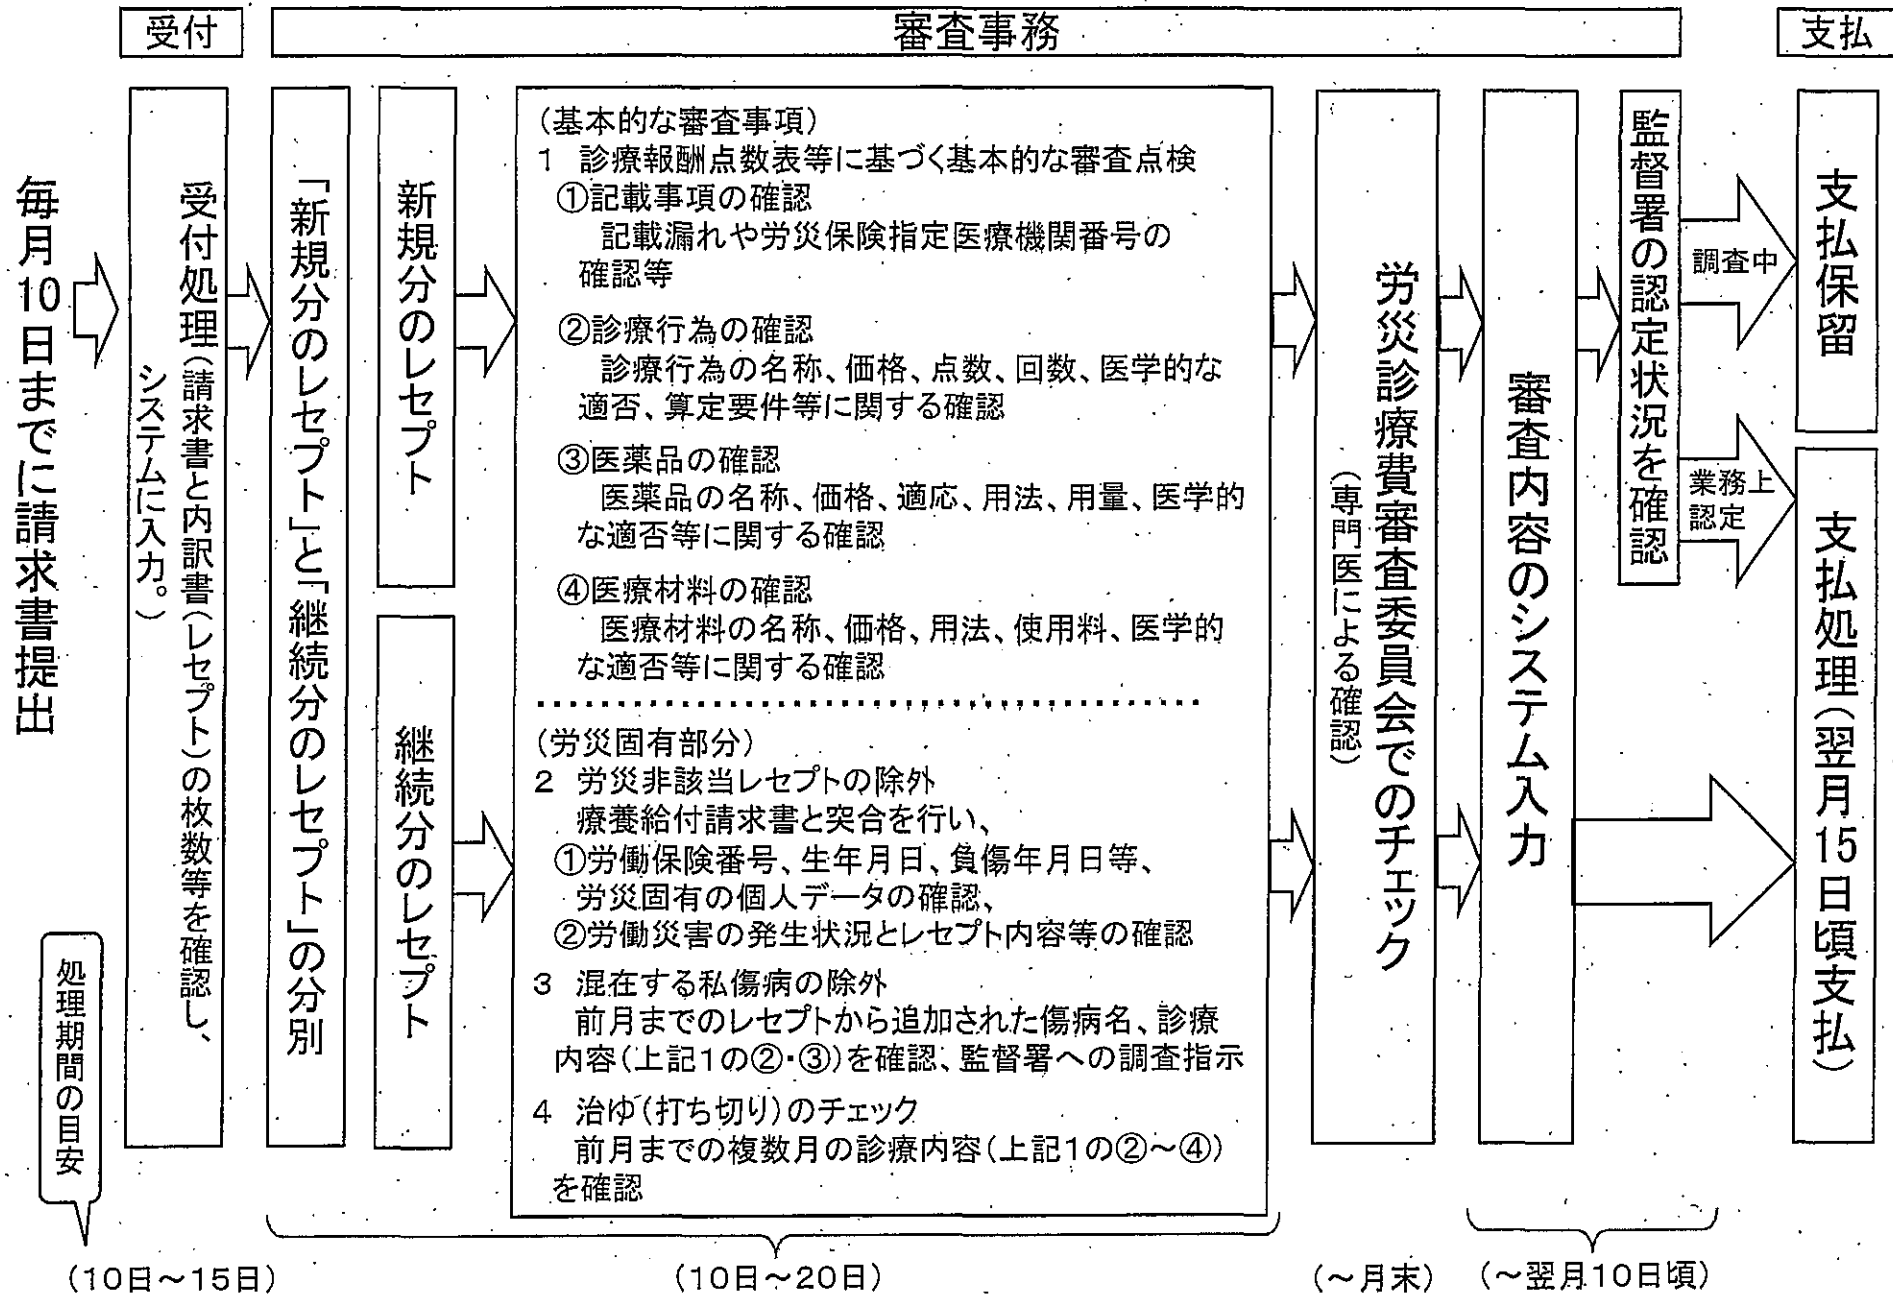 受付
審査事務
支払
毎月10日までに請求書提出
受付処理(請求書と内訳書(レセプト)の枚数等を確認し、
システムに入力。)
「新規分のレセプト」と「継続分のレセプト」の分別
新規分のレセプト
継続分のレセプト
(基本的な審査事項)
1 診療報酬点数表等に基づく基本的な審査点検
①記載事項の確認
記載漏れや労災保険指定医療機関番号の
確認等
②診療行為の確認
診療行為の名称、価格、点数、回数、医学的な
適否、算定要件等に関する確認
③医薬品の確認
医薬品の名称、価格、適応、用法、用量、医学的
な適否等に関する確認
④医療材料の確認
医療材料の名称、価格、用法、使用料、医学的
な適否等に関する確認
(労災固有部分)
2 労災非該当レセプトの除外
療養給付請求書と突合を行い、
①労働保険番号、生年月日、負傷年月日等、
労災固有の個人データの確認、
②労働災害の発生状況とレセプト内容等の確認
3 混在する私傷病の除外
前月までのレセプトから追加された傷病名、診療
内容(上記1の②・③)を確認、監督署への調査指示
4 治ゆ(打ち切り)のチェック
前月までの複数月の診療内容(上記1の②～④)
を確認
労災診療費審査委員会でのチェック
(専門医による確認)
審査内容のシステム入力
監督署の認定状況を確認
調査中
業務上
認定
支払保留
支払処理(翌月15日頃支払)
処理期間の目安
(10日～15日)
(10日～20日)
(～月末)
(～翌月10日頃)